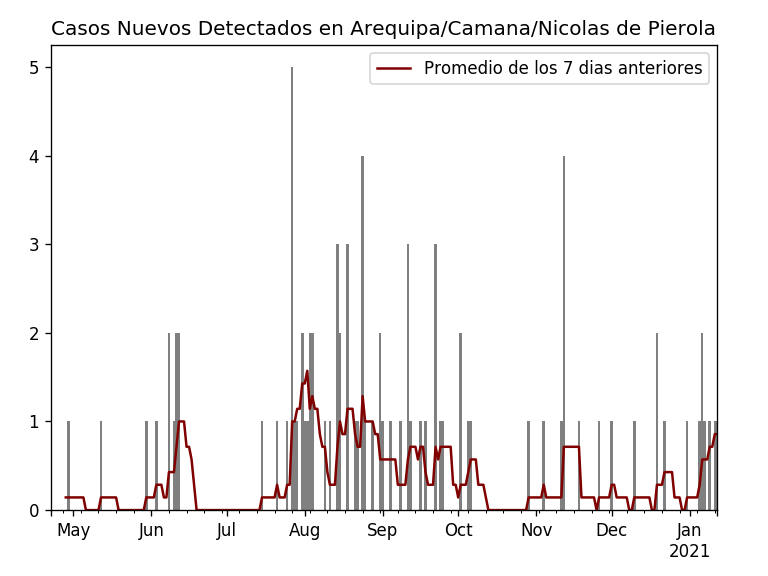 Casos Nuevos Detectados en Arequipa/Camana/Nicolas de Pierola
Promedio de los 7 dias anteriores
5
4
3
2
1
0
May Jun Jul Aug Sep Oct Nov Dec Jan
2021